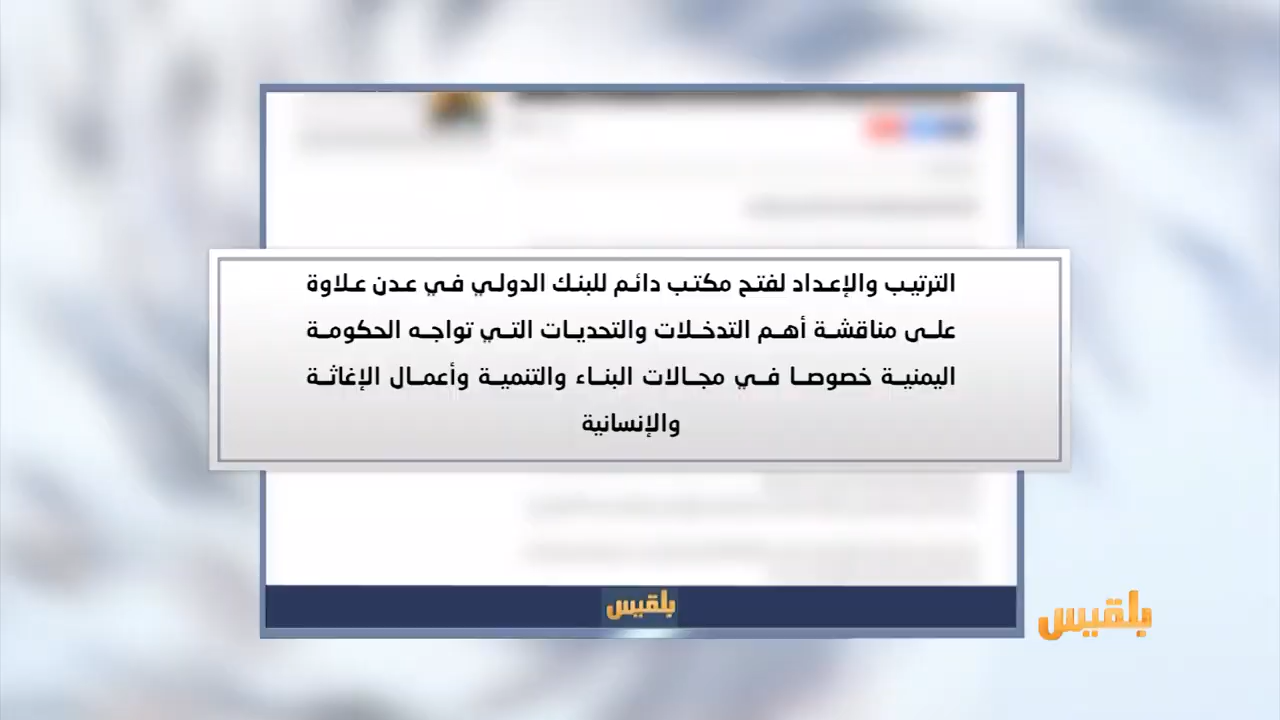 الترتيب والإعداد لفتح مكتب دائم للبنك الدولي في عدن علاوة
على مناقشة أهم التدخلات والتحديات التي تواجه الحكومة
اليمنية خصوصا في مجالات البناء والتنمية وأعمال الإغاثة
والإنسانية
بلقيس
بلقيس